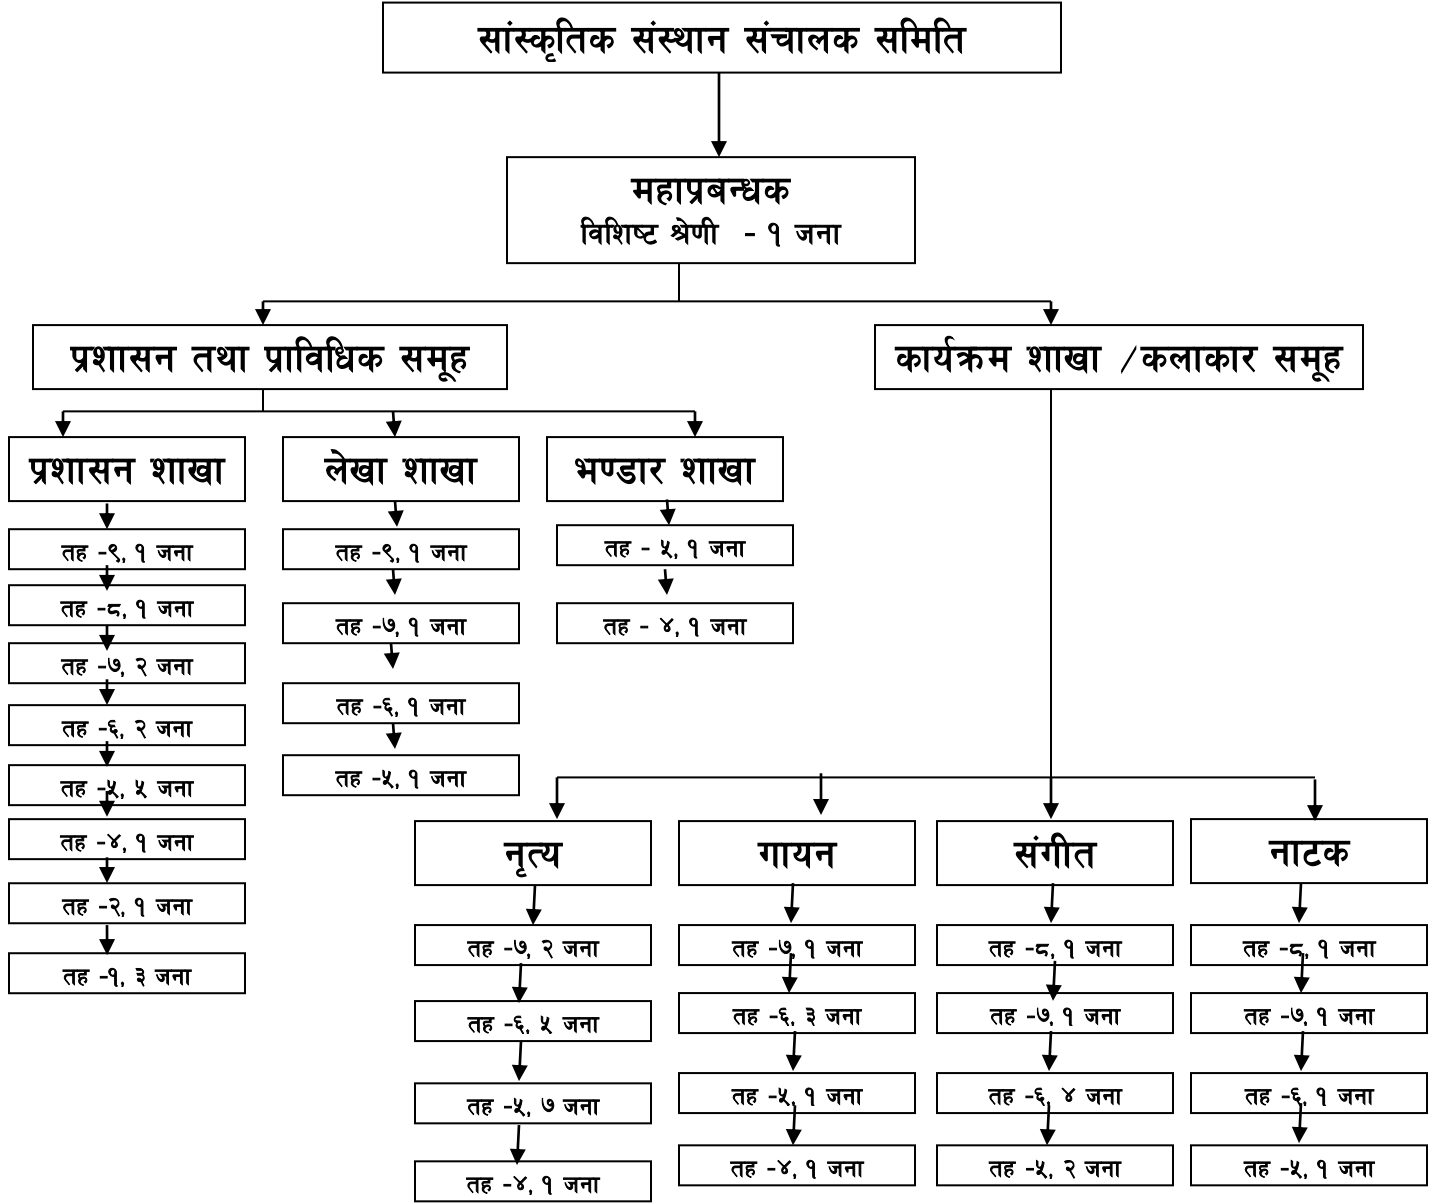 सांस्कृतिक संस्थान संचालक समिति
महाप्रबन्धक
विशिष्ट श्रेणी - १ जना
प्रशासन तथा प्राविधिक समूह
कार्यक्रम शाखा /कलाकार समूह
प्रशासन शाखा
तह -९, १ जना
तह -८, १ जना
तह -७, २ जना
तह -६, २ जना
तह -५, ५ जना
तह -४, १ जना
तह -२, १ जना
तह -१, ३ जना
लेखा शाखा
तह -९, १ जना
तह -७, १ जना
तह -६, १ जना
तह -५, १ जना
भण्डार शाखा
तह - ५, १ जना
तह - ४, १ जना
नृत्य
तह -७, २ जना
तह -६, ५ जना
तह -५, ७ जना
तह -४, १ जना
गायन
तह -७, १ जना
तह -६, ३ जना
तह -५, १ जना
तह -४, १ जना
संगीत
तह -८, १ जना
तह -७, १ जना
तह -६, ४ जना
तह -५, २ जना
नाटक
तह -८, १ जना
तह -७, १ जना
तह -६, १ जना
तह -५, १ जना